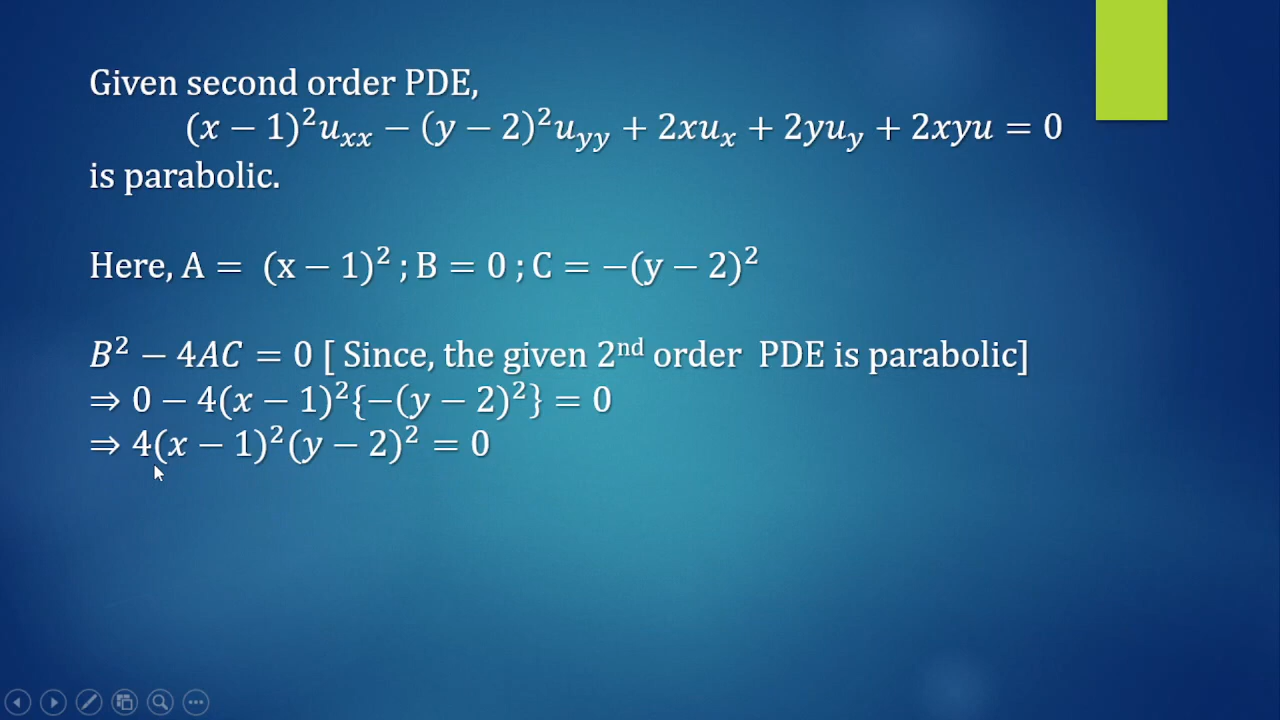 Given second order PDE,
(x − 1)²uₓₓ − (y − 2)²u_yy + 2xuₓ + 2yu_y + 2xyu = 0
is parabolic.
Here, A = (x − 1)² ; B = 0 ; C = −(y − 2)²
B² − 4AC = 0 [ Since, the given 2ⁿᵈ order PDE is parabolic]
⇒ 0 − 4(x − 1)²{−(y − 2)²} = 0
⇒ 4(x − 1)²(y − 2)² = 0